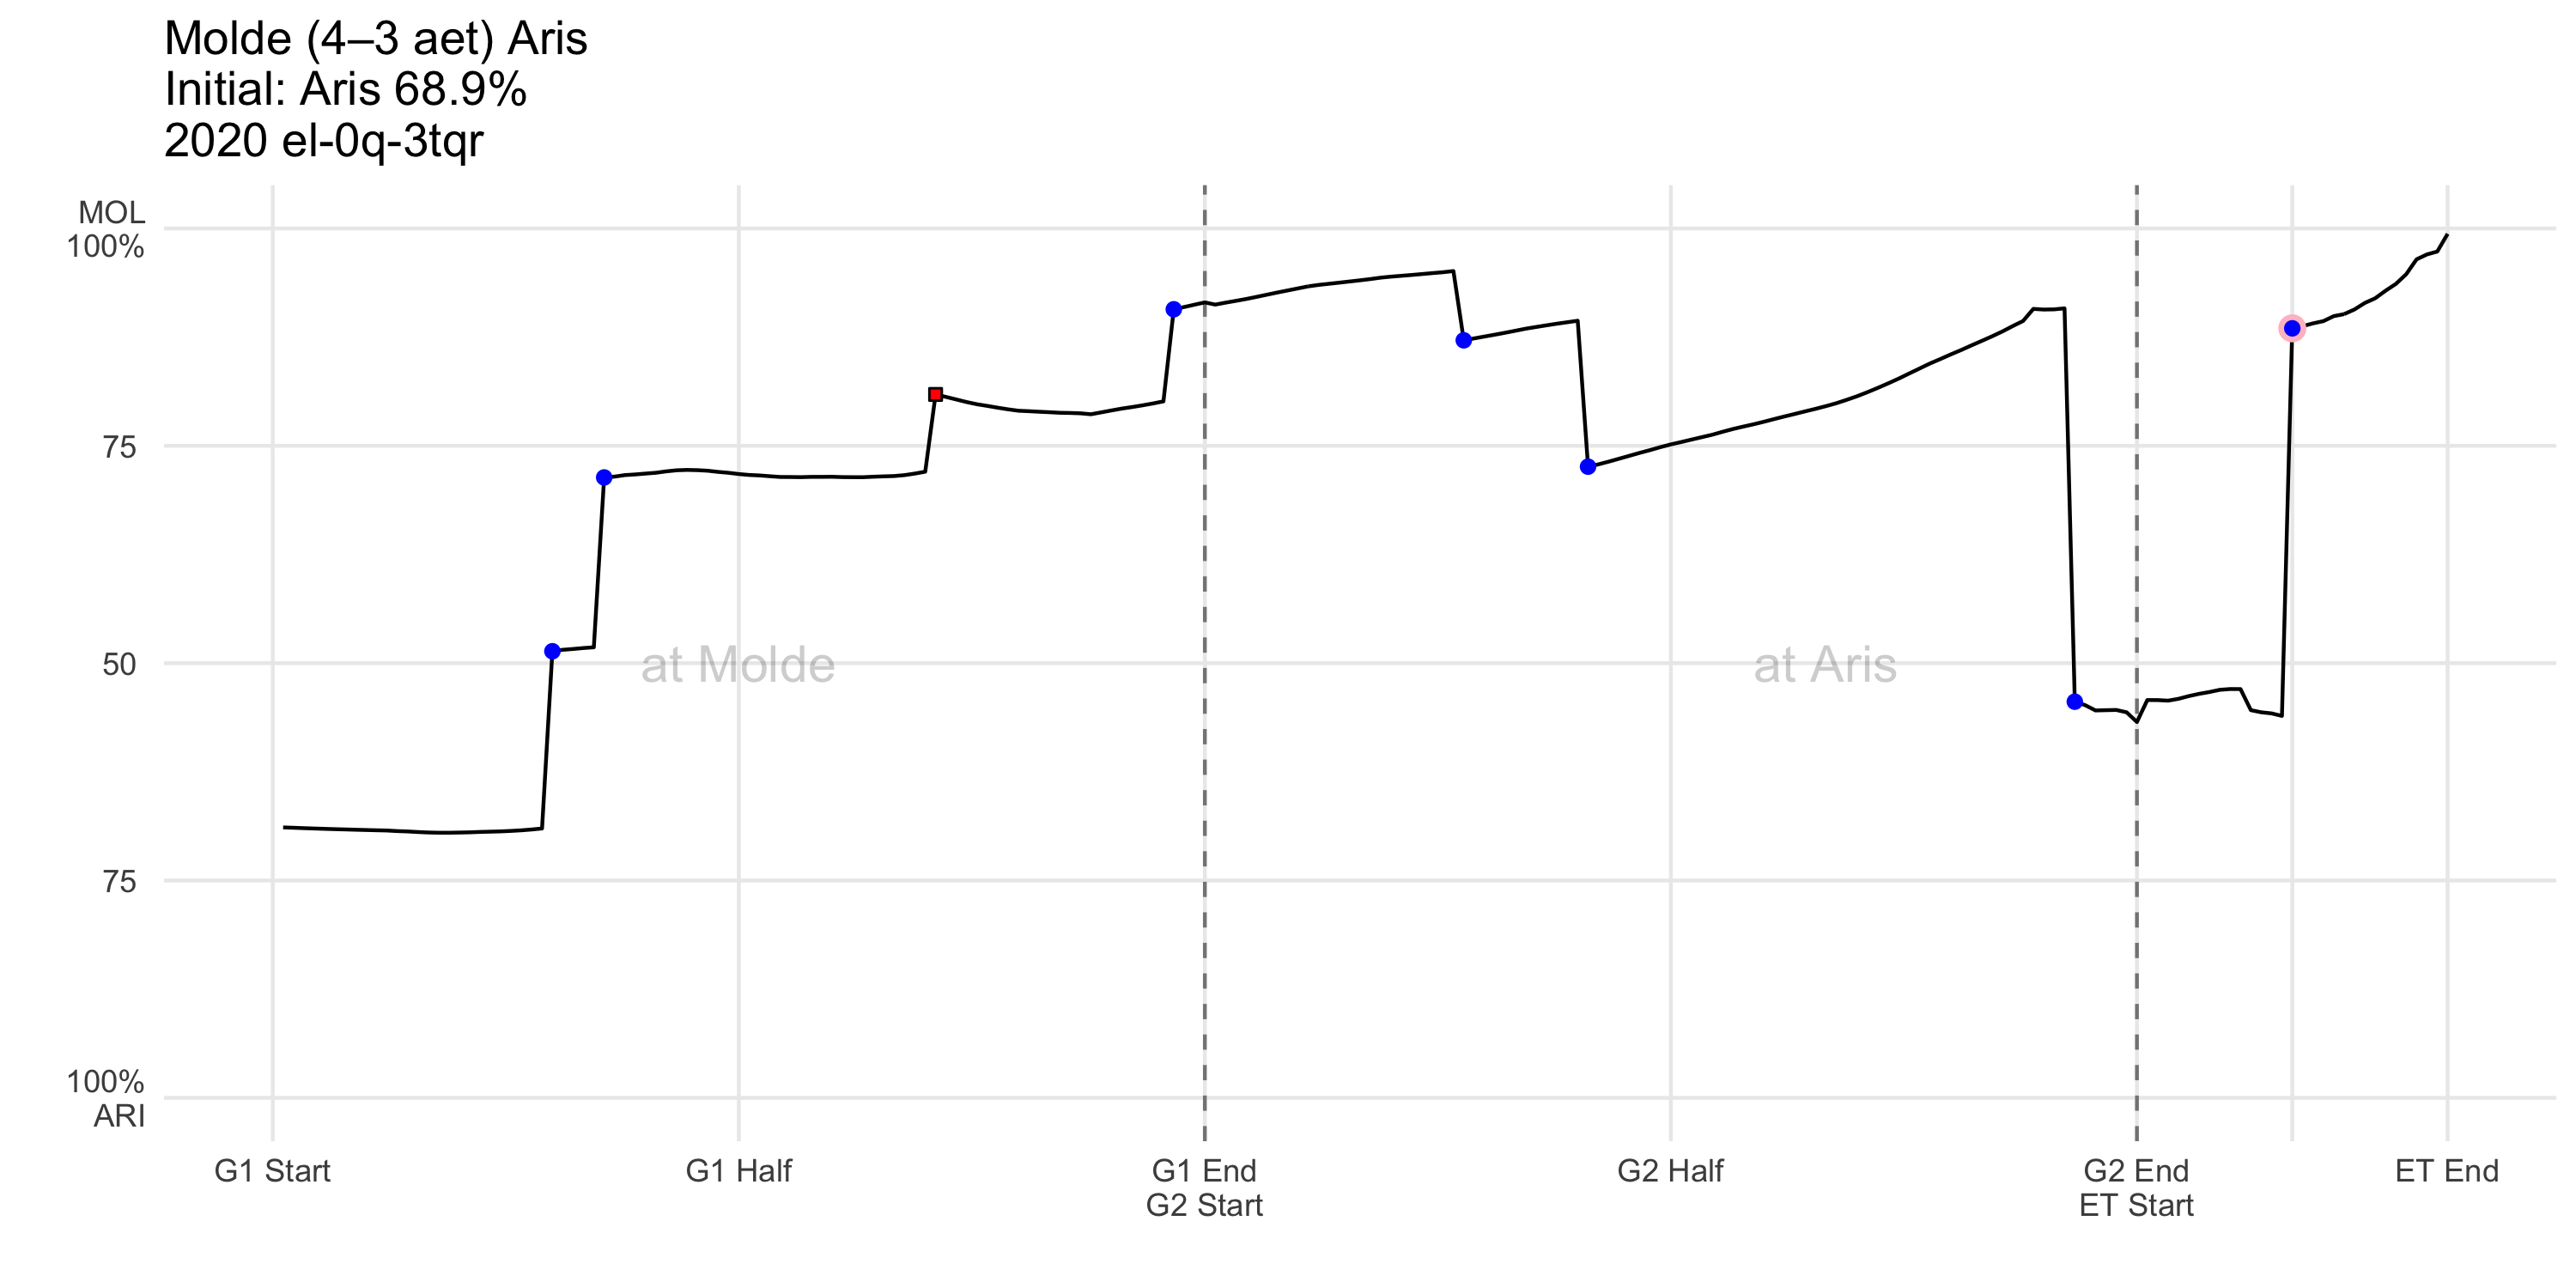 Molde (4–3 aet) Aris
Initial: Aris 68.9%
2020 el-0q-3tqr
MOL
100%
75
50
75
100%
ARI
at Molde
at Aris
G1 Start
G1 Half
G1 End
G2 Start
G2 Half
G2 End
ET Start
ET End